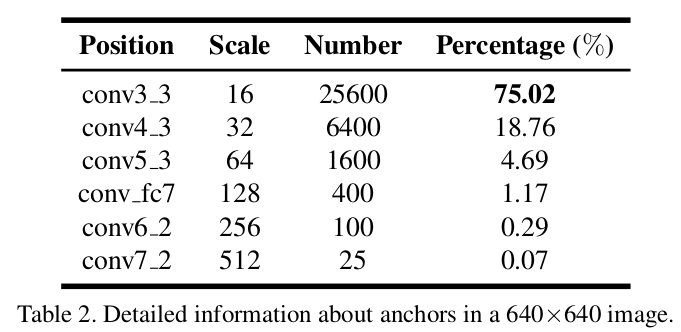 Position Scale Number Percentage (%)
conv3_3 16 25600 75.02
conv4_3 32 6400 18.76
conv5_3 64 1600 4.69
conv_fc7 128 400 1.17
conv6_2 256 100 0.29
conv7_2 512 25 0.07
Table 2. Detailed information about anchors in a 640×640 image.